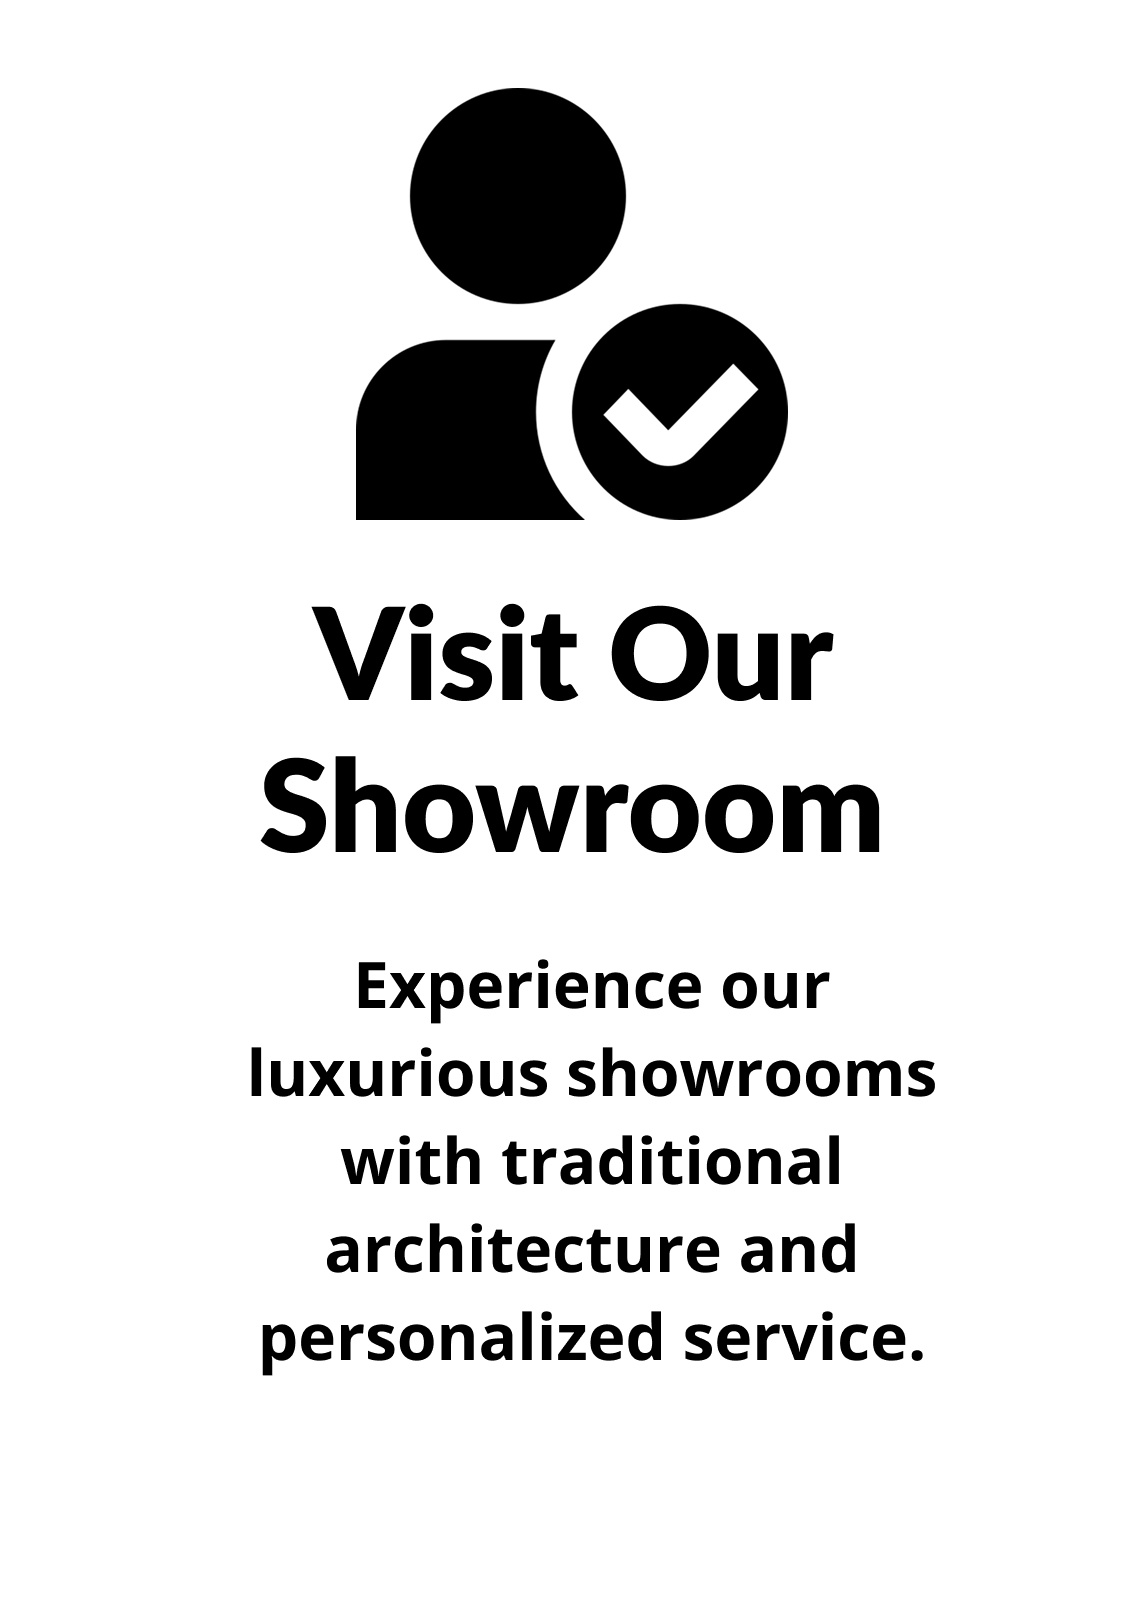 Visit Our
Showroom
Experience our
luxurious showrooms
with traditional
architecture and
personalized service.